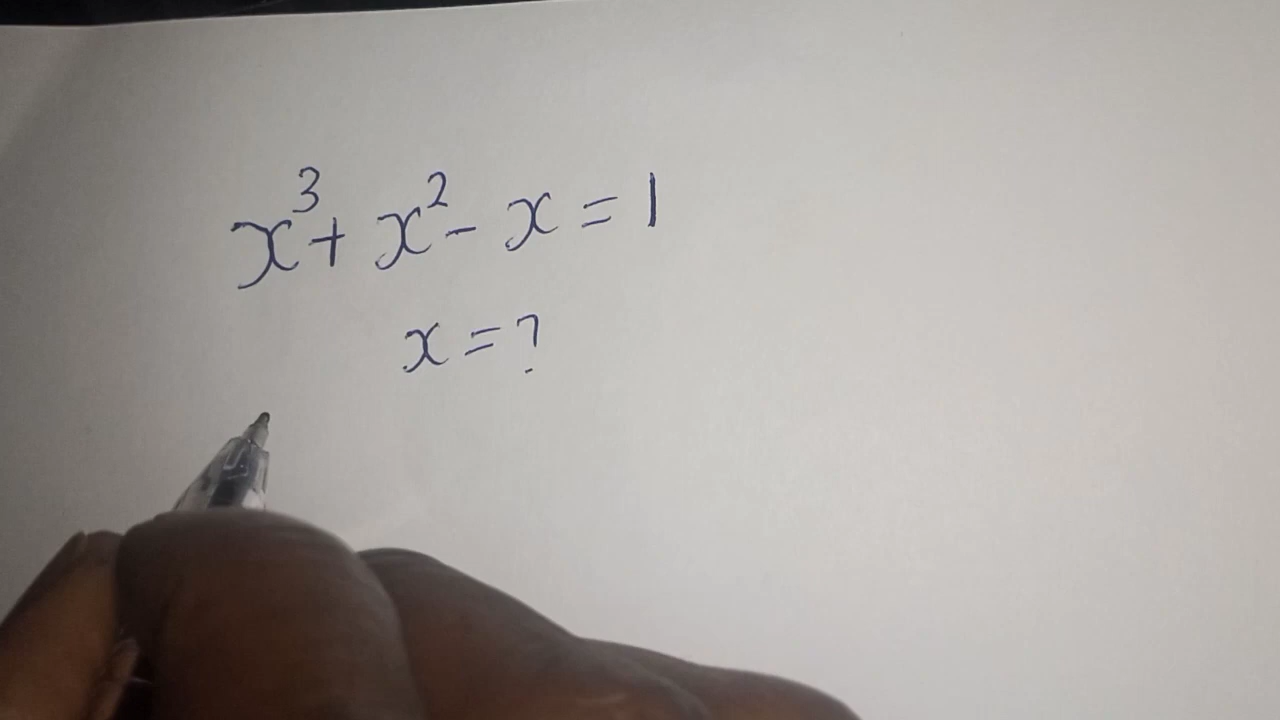 x³ + x² - x = 1
x = ?